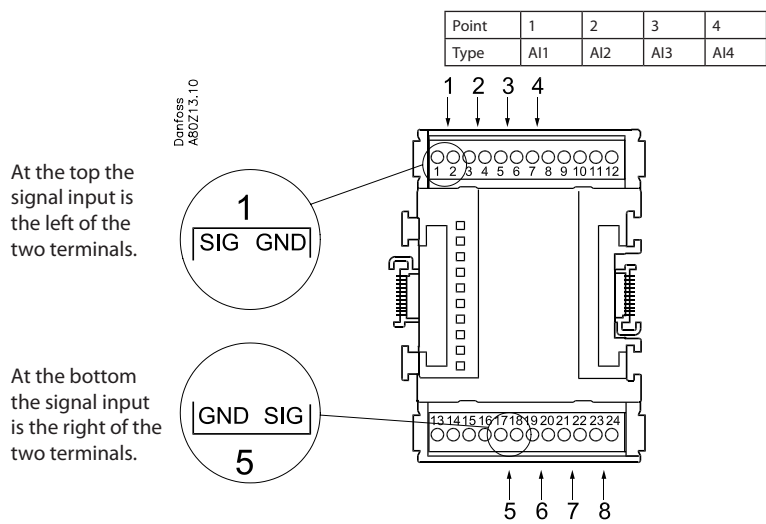 Point 1 2 3 4
Type AI1 AI2 AI3 AI4
1 2 3 4
Danfoss
A80Z13.10
At the top the
signal input is
the left of the
two terminals.
1
SIG GND
1 2 3 4 5 6 7 8 9 10 11 12
At the bottom
the signal input
is the right of the
two terminals.
GND SIG
5
13 14 15 16 17 18 19 20 21 22 23 24
5 6 7 8